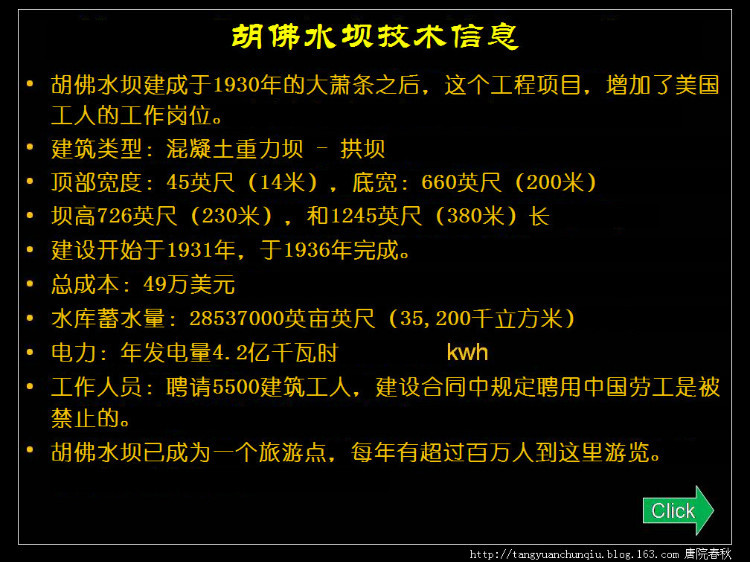 胡佛水坝技术信息
• 胡佛水坝建成于1930年的大萧条之后，这个工程项目，增加了美国
工人的工作岗位。
• 建筑类型：混凝土重力坝 - 拱坝
• 顶部宽度：45英尺（14米），底宽：660英尺（200米）
• 坝高726英尺（230米），和1245英尺（380米）长
• 建设开始于1931年，于1936年完成。
• 总成本：49万美元
• 水库蓄水量：28537000英亩英尺（35,200千立方米）
• 电力：年发电量4.2亿千瓦时 kwh
• 工作人员：聘请5500建筑工人，建设合同中规定聘用中国劳工是被
禁止的。
• 胡佛水坝已成为一个旅游点，每年有超过百万人到这里游览。
Click
http://tangyuanchunqiu.blog.163.com 唐院春秋